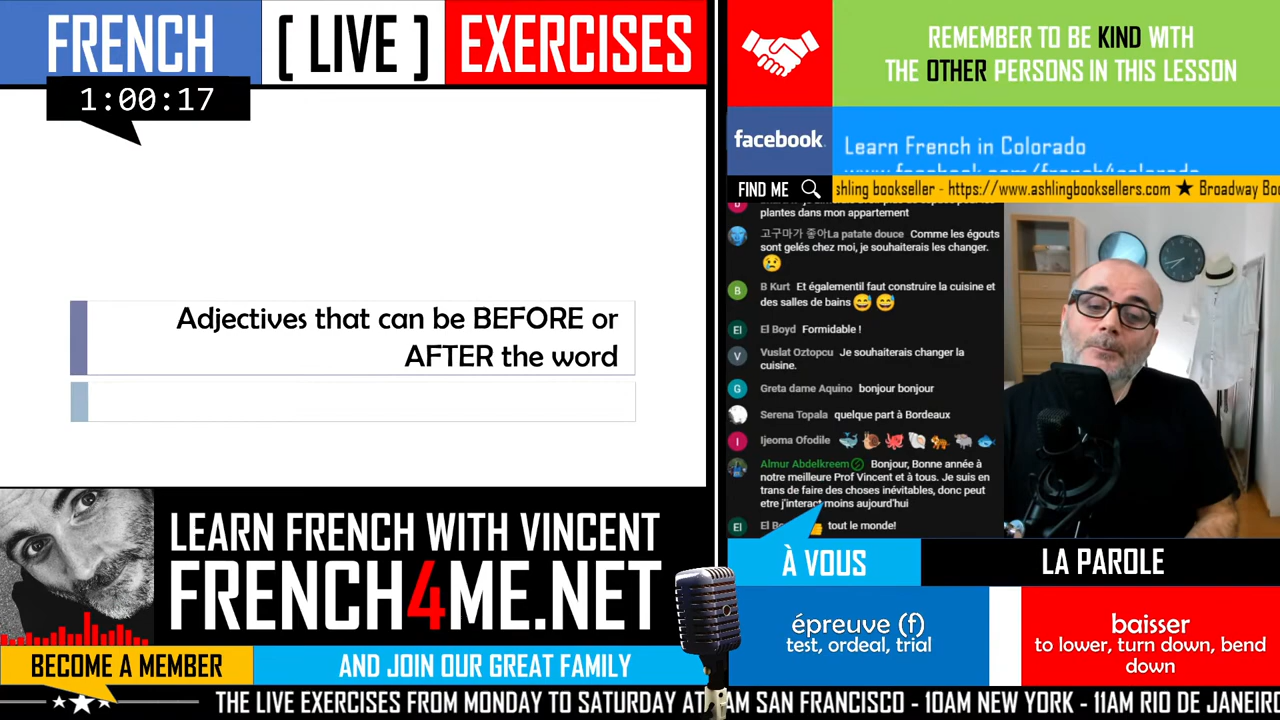 FRENCH
[ LIVE ]
EXERCISES
1:00:17
Adjectives that can be BEFORE or
AFTER the word
LEARN FRENCH WITH VINCENT
FRENCH4ME.NET
BECOME A MEMBER
AND JOIN OUR GREAT FAMILY
REMEMBER TO BE KIND WITH
THE OTHER PERSONS IN THIS LESSON
facebook.
Learn French in Colorado
www.facebook.com/french4colorado
FIND ME
shling bookseller - https://www.ashlingbooksellers.com ★ Broadway Boo
plantes dans mon appartement
고구마가 좋아La patate douce Comme les égouts
sont gelés chez moi, je souhaiterais les changer.
😢
B B Kurt Et égalementil faut construire la cuisine et
des salles de bains 😅 😅
El El Boyd Formidable !
V Vuslat Oztopcu Je souhaiterais changer la
cuisine.
G Greta dame Aquino bonjour bonjour
Serena Topala quelque part à Bordeaux
I Ijeoma Ofodile 🐳 🐌 🐙 🐚 🐅 🐃 🐟
Almur Abdelkreem Bonjour, Bonne année à
notre meilleure Prof Vincent et à tous. Je suis en
trans de faire des choses inévitables, donc peut
etre j'interact moins aujourd'hui
El El Bo tout le monde!
À VOUS
LA PAROLE
épreuve (f)
test, ordeal, trial
baisser
to lower, turn down, bend
down
THE LIVE EXERCISES FROM MONDAY TO SATURDAY AT AM SAN FRANCISCO - 10AM NEW YORK - 11AM RIO DE JANEIRO